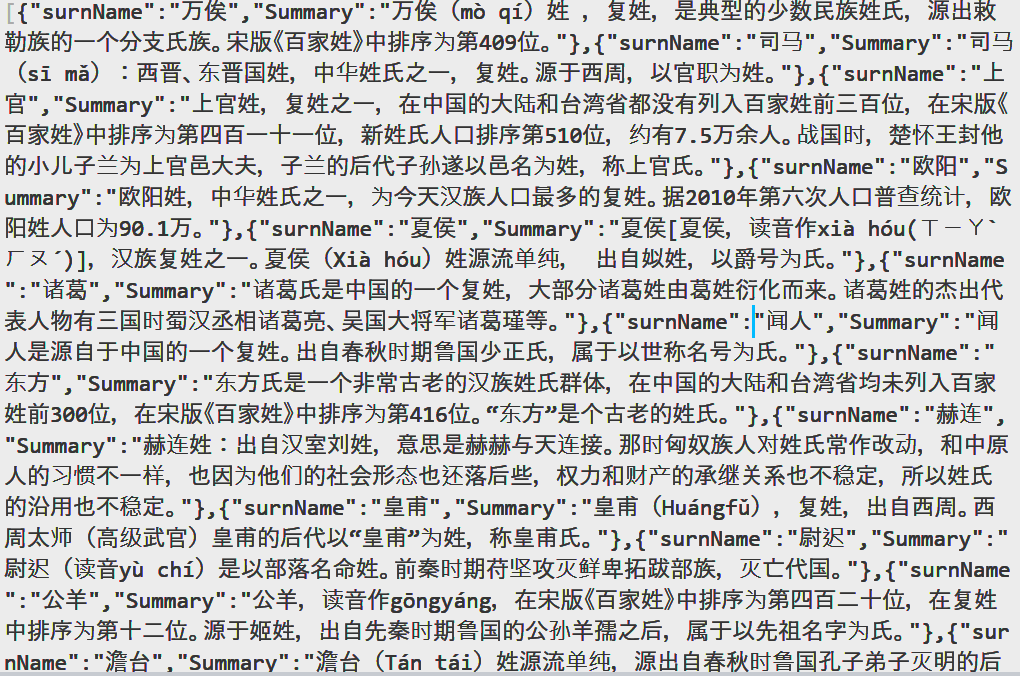 [{"surnName":"万俟","Summary":"万俟（mò qí）姓 ，复姓，是典型的少数民族姓氏，源出敕
勒族的一个分支氏族。宋版《百家姓》中排序为第409位。"},{"surnName":"司马","Summary":"司马
（sī mǎ）：西晋、东晋国姓，中华姓氏之一，复姓。源于西周，以官职为姓。"},{"surnName":"上
官","Summary":"上官姓，复姓之一，在中国的大陆和台湾省都没有列入百家姓前三百位，在宋版《
百家姓》中排序为第四百一十一位，新姓氏人口排序第510位，约有7.5万余人。战国时，楚怀王封他
的小儿子兰为上官邑大夫，子兰的后代子孙遂以邑名为姓，称上官氏。"},{"surnName":"欧阳","S
ummary":"欧阳姓，中华姓氏之一，为今天汉族人口最多的复姓。据2010年第六次人口普查统计，欧
阳姓人口为90.1万。"},{"surnName":"夏侯","Summary":"夏侯[夏侯，读音作xià hóu(ㄒㄧㄚˋ
ㄏㄡˊ)]，汉族复姓之一。夏侯（Xià hóu）姓源流单纯， 出自姒姓，以爵号为氏。"},{"surnName
":"诸葛","Summary":"诸葛氏是中国的一个复姓，大部分诸葛姓由葛姓衍化而来。诸葛姓的杰出代
表人物有三国时蜀汉丞相诸葛亮、吴国大将军诸葛瑾等。"},{"surnName":"闻人","Summary":"闻
人是源自于中国的一个复姓。出自春秋时期鲁国少正氏，属于以世称名号为氏。"},{"surnName":"
东方","Summary":"东方氏是一个非常古老的汉族姓氏群体，在中国的大陆和台湾省均未列入百家
姓前300位，在宋版《百家姓》中排序为第416位。“东方”是个古老的姓氏。"},{"surnName":"赫连",
"Summary":"赫连姓：出自汉室刘姓，意思是赫赫与天连接。那时匈奴族人对姓氏常作改动，和中原
人的习惯不一样，也因为他们的社会形态也还落后些，权力和财产的承继关系也不稳定，所以姓氏
的沿用也不稳定。"},{"surnName":"皇甫","Summary":"皇甫（Huángfǔ），复姓，出自西周。西
周太师（高级武官）皇甫的后代以“皇甫”为姓，称皇甫氏。"},{"surnName":"尉迟","Summary":"
尉迟（读音yù chí）是以部落名命姓。前秦时期苻坚攻灭鲜卑拓跋部族，灭亡代国。"},{"surnName
":"公羊","Summary":"公羊，读音作gōngyáng，在宋版《百家姓》中排序为第四百二十位，在复姓
中排序为第十二位。源于姬姓，出自先秦时期鲁国的公孙羊孺之后，属于以先祖名字为氏。"},{"sur
nName":"澹台","Summary":"澹台（Tán tái）姓源流单纯，源出自春秋时鲁国孔子弟子灭明的后